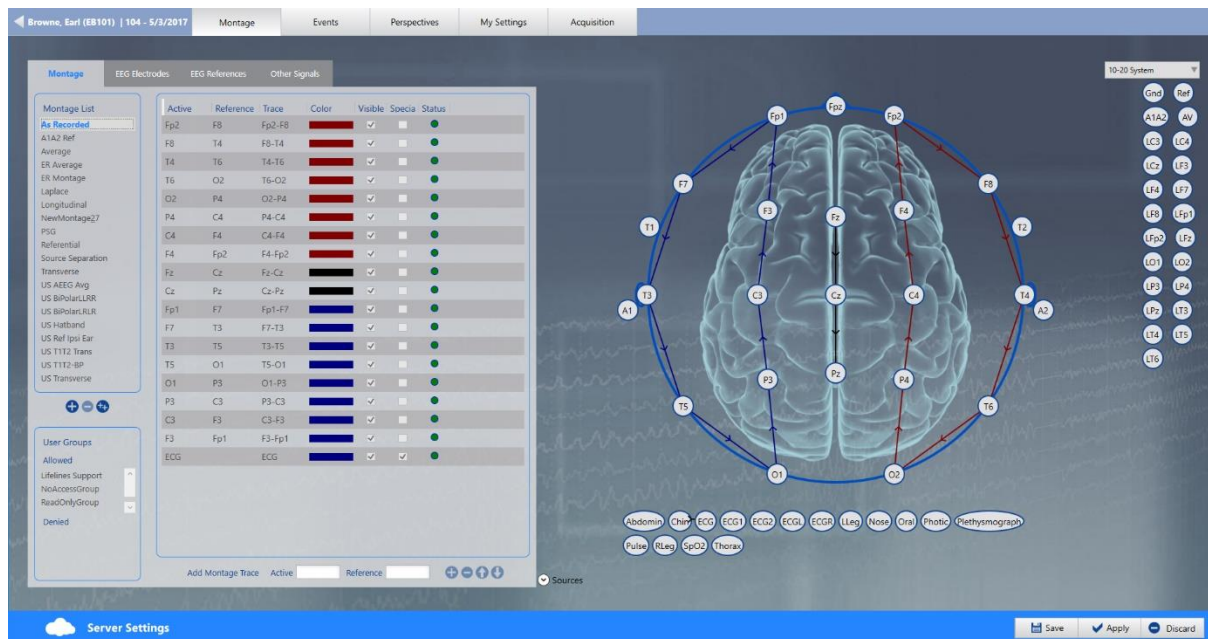 Browne, Earl (EB101) | 104 - 5/3/2017 Montage Events Perspectives My Settings Acquisition
Montage EEG Electrodes EEG References Other Signals
Montage List
As Recorded
A1A2 Ref
Average
ER Average
ER Montage
Laplace
Longitudinal
NewMontage27
PSG
Referential
Source Separation
Transverse
US AEEG Avg
US BiPolarLLRR
US BiPolarLRLR
US Hatband
US Ref Ipsi Ear
US T1T2 Trans
US T1T2-BP
US Transverse
User Groups
Allowed
Lifelines Support
NoAccessGroup
ReadOnlyGroup
Denied
Active Reference Trace Color Visible Specia Status
Fp2 F8 Fp2-F8
F8 T4 F8-T4
T4 T6 T4-T6
T6 O2 T6-O2
O2 P4 O2-P4
P4 C4 P4-C4
C4 F4 C4-F4
F4 Fp2 F4-Fp2
Fz Cz Fz-Cz
Cz Pz Cz-Pz
Fp1 F7 Fp1-F7
F7 T3 F7-T3
T3 T5 T3-T5
T5 O1 T5-O1
O1 P3 O1-P3
P3 C3 P3-C3
C3 F3 C3-F3
F3 Fp1 F3-Fp1
ECG ECG
Add Montage Trace Active Reference
Sources
Fp1 Fpz Fp2
F7 F8
F3 Fz F4
T1 T2
A1 T3 C3 Cz C4 T4 A2
P3 Pz P4
T5 T6
O1 O2
Abdomin Chin ECG ECG1 ECG2 ECGL ECGR LLeg Nose Oral Photic Plethysmograph
Pulse RLeg SpO2 Thorax
10-20 System
Gnd Ref
A1A2 AV
LC3 LC4
LCz LF3
LF4 LF7
LF8 LFp1
LFp2 LFz
LO1 LO2
LP3 LP4
LPz LT3
LT4 LT5
LT6
Server Settings Save Apply Discard